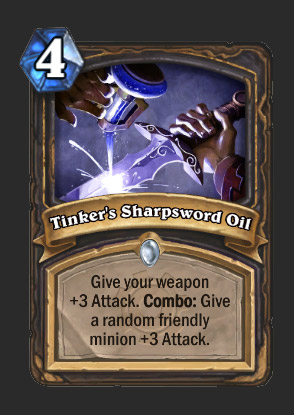 4
Tinker's Sharpsword Oil
Give your weapon
+3 Attack. Combo: Give
a random friendly
minion +3 Attack.